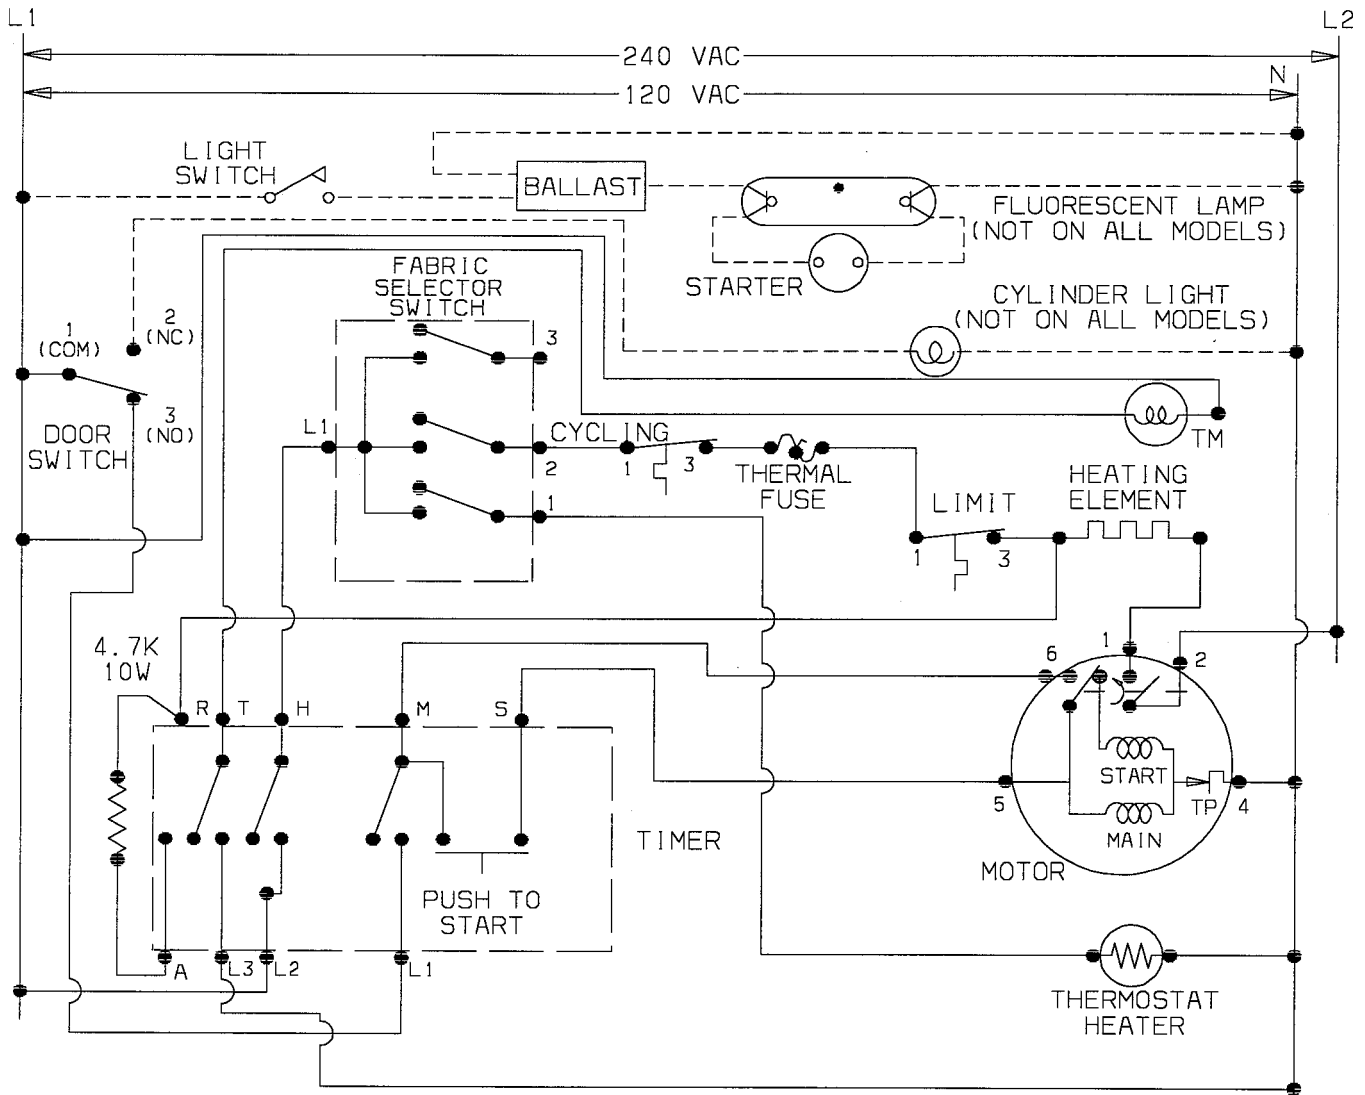 L1
L2
240 VAC
N
120 VAC
LIGHT
SWITCH
BALLAST
FLUORESCENT LAMP
(NOT ON ALL MODELS)
STARTER
FABRIC
SELECTOR
SWITCH
CYLINDER LIGHT
(NOT ON ALL MODELS)
1
(COM)
2
(NC)
3
(NO)
DOOR
SWITCH
3
L1
2
1
CYCLING
1
3
THERMAL
FUSE
TM
LIMIT
1
3
HEATING
ELEMENT
4.7K
10W
R
T
H
M
S
6
1
2
START
5
TP
4
MAIN
MOTOR
TIMER
PUSH TO
START
A
L3
L2
L1
THERMOSTAT
HEATER